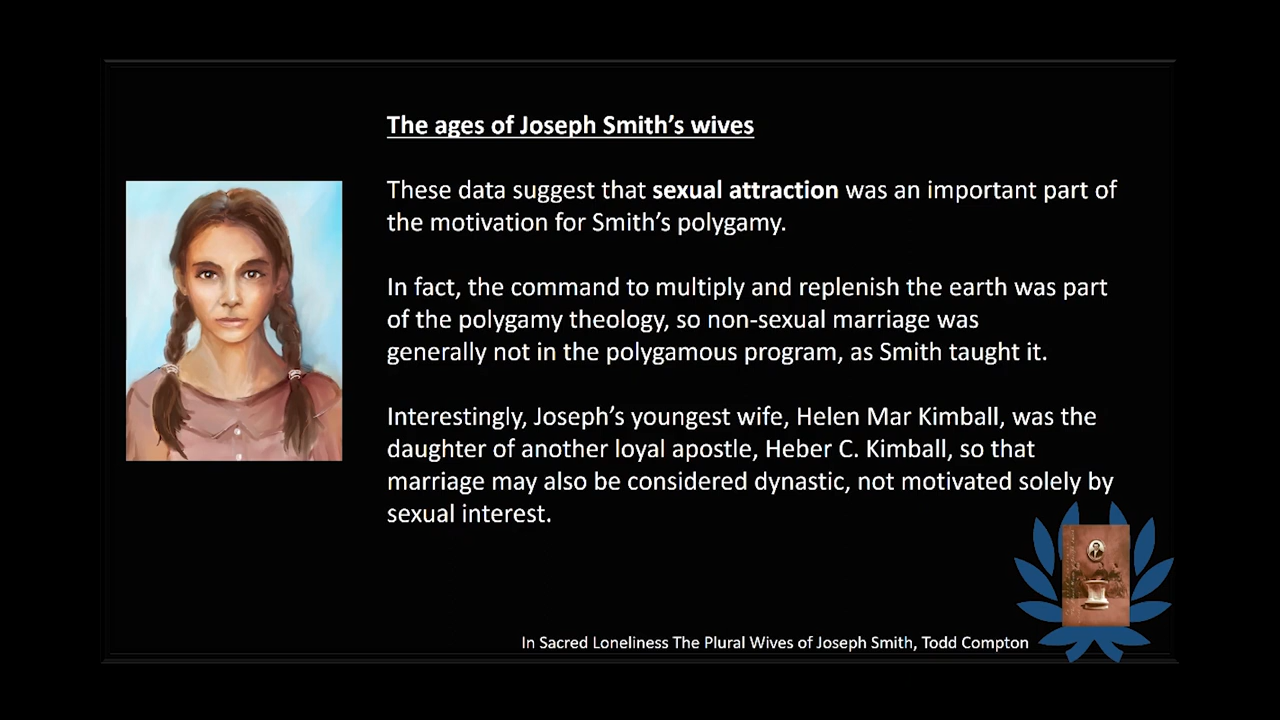 The ages of Joseph Smith's wives
These data suggest that sexual attraction was an important part of
the motivation for Smith's polygamy.
In fact, the command to multiply and replenish the earth was part
of the polygamy theology, so non-sexual marriage was
generally not in the polygamous program, as Smith taught it.
Interestingly, Joseph's youngest wife, Helen Mar Kimball, was the
daughter of another loyal apostle, Heber C. Kimball, so that
marriage may also be considered dynastic, not motivated solely by
sexual interest.
In Sacred Loneliness The Plural Wives of Joseph Smith, Todd Compton